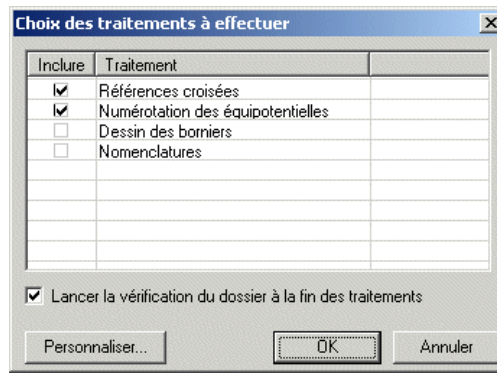 Choix des traitements à effectuer
Inclure Traitement
Références croisées
Numérotation des équipotentielles
Dessin des borniers
Nomenclatures
Lancer la vérification du dossier à la fin des traitements
Personnaliser... OK Annuler